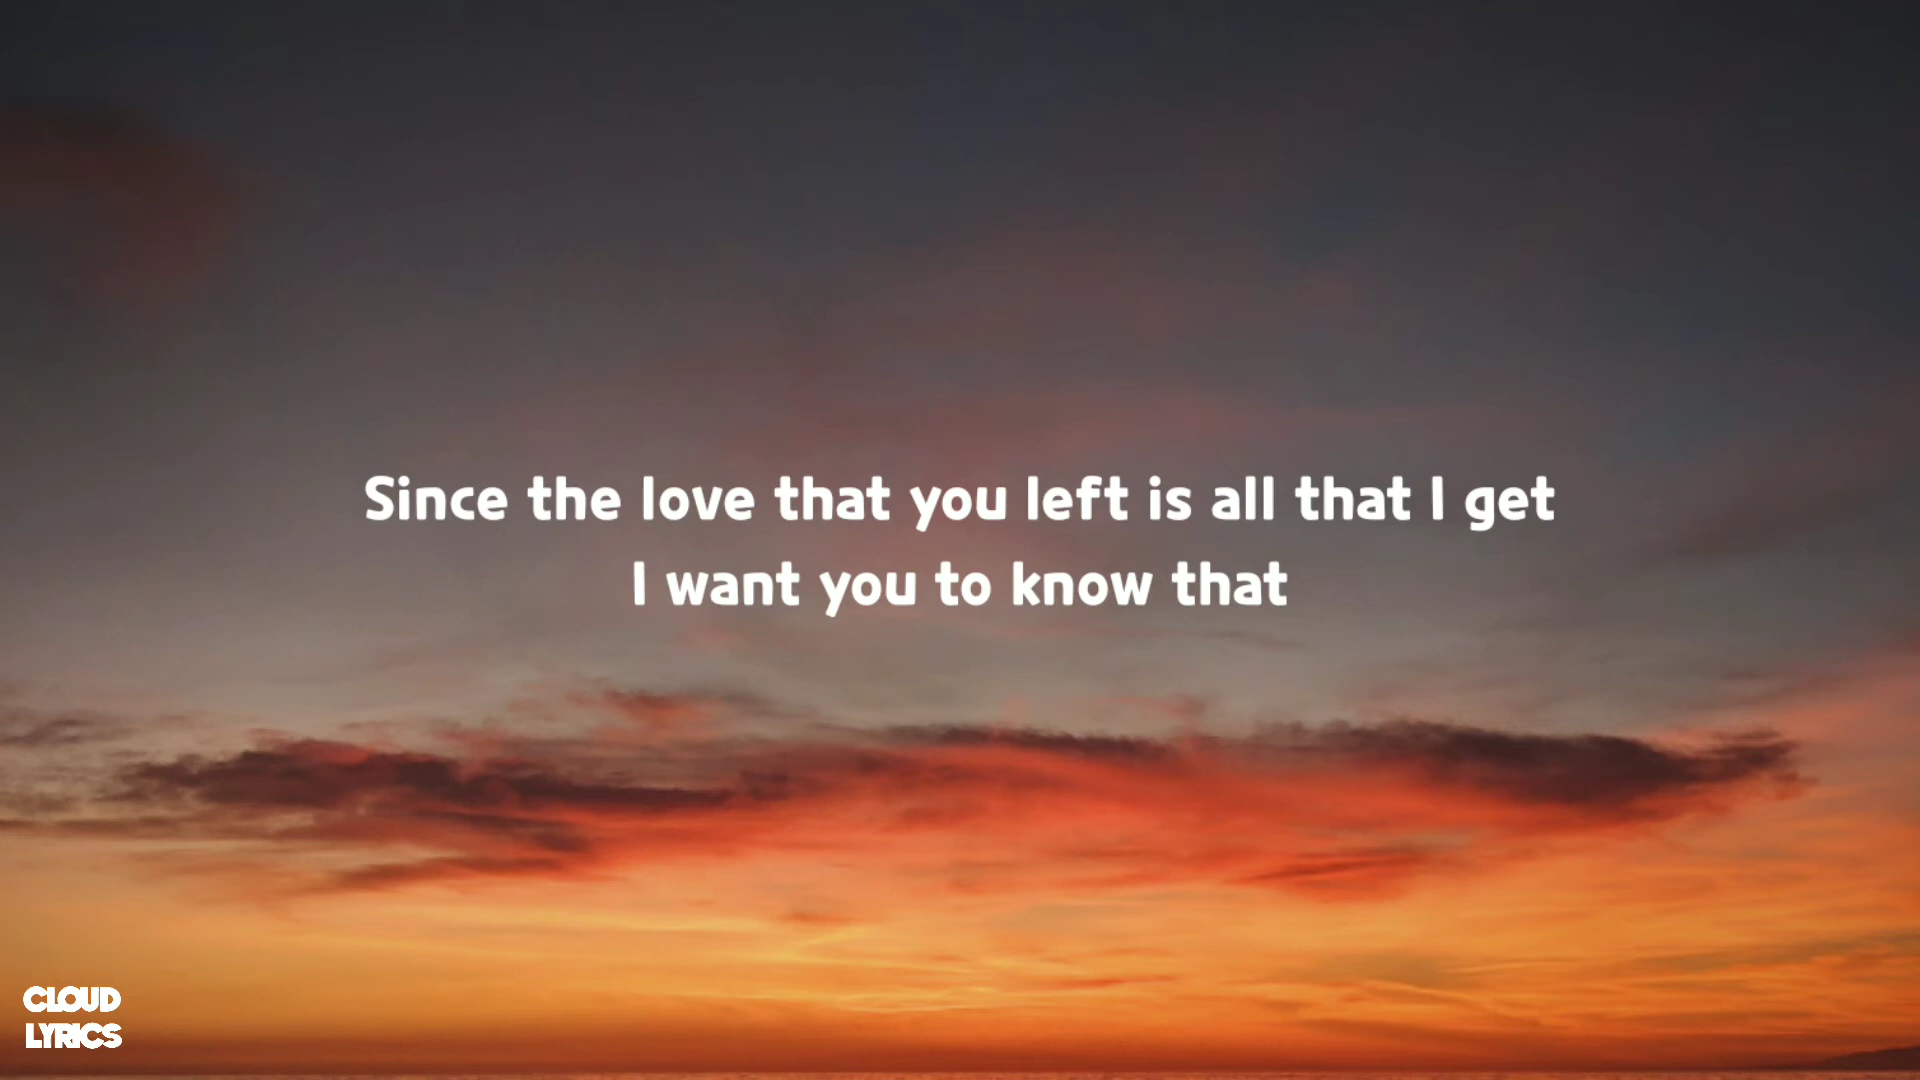 Since the love that you left is all that I get
I want you to know that
CLOUD
LYRICS